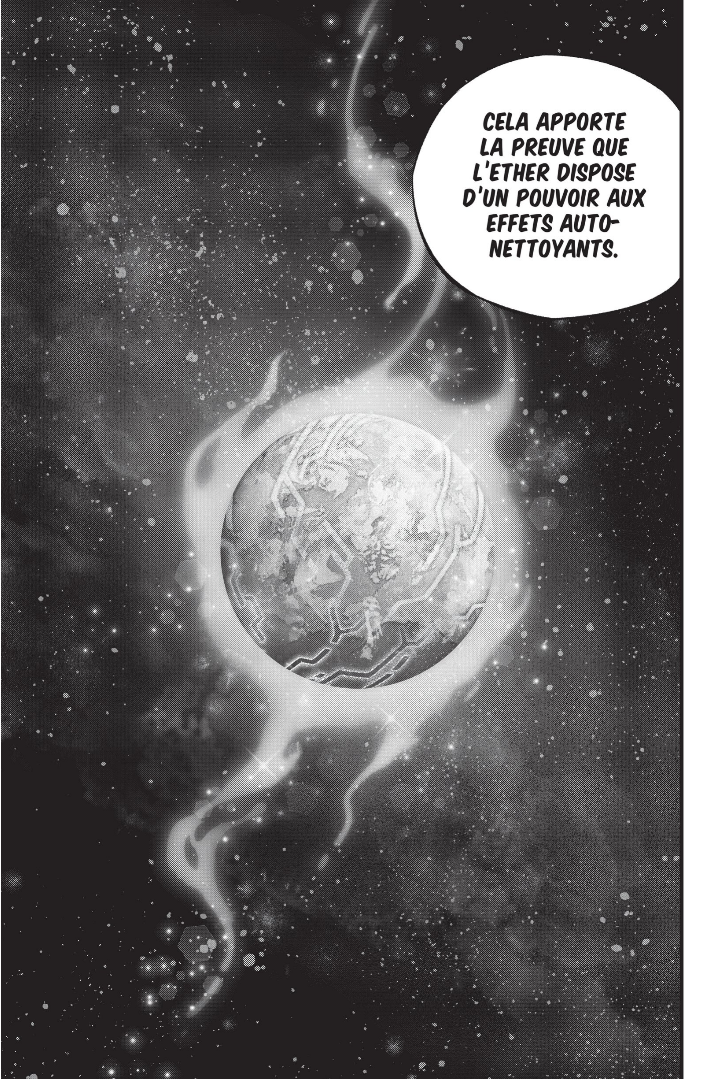 CELA APPORTE
LA PREUVE QUE
L'ETHER DISPOSE
D'UN POUVOIR AUX
EFFETS AUTO-
NETTOYANTS.